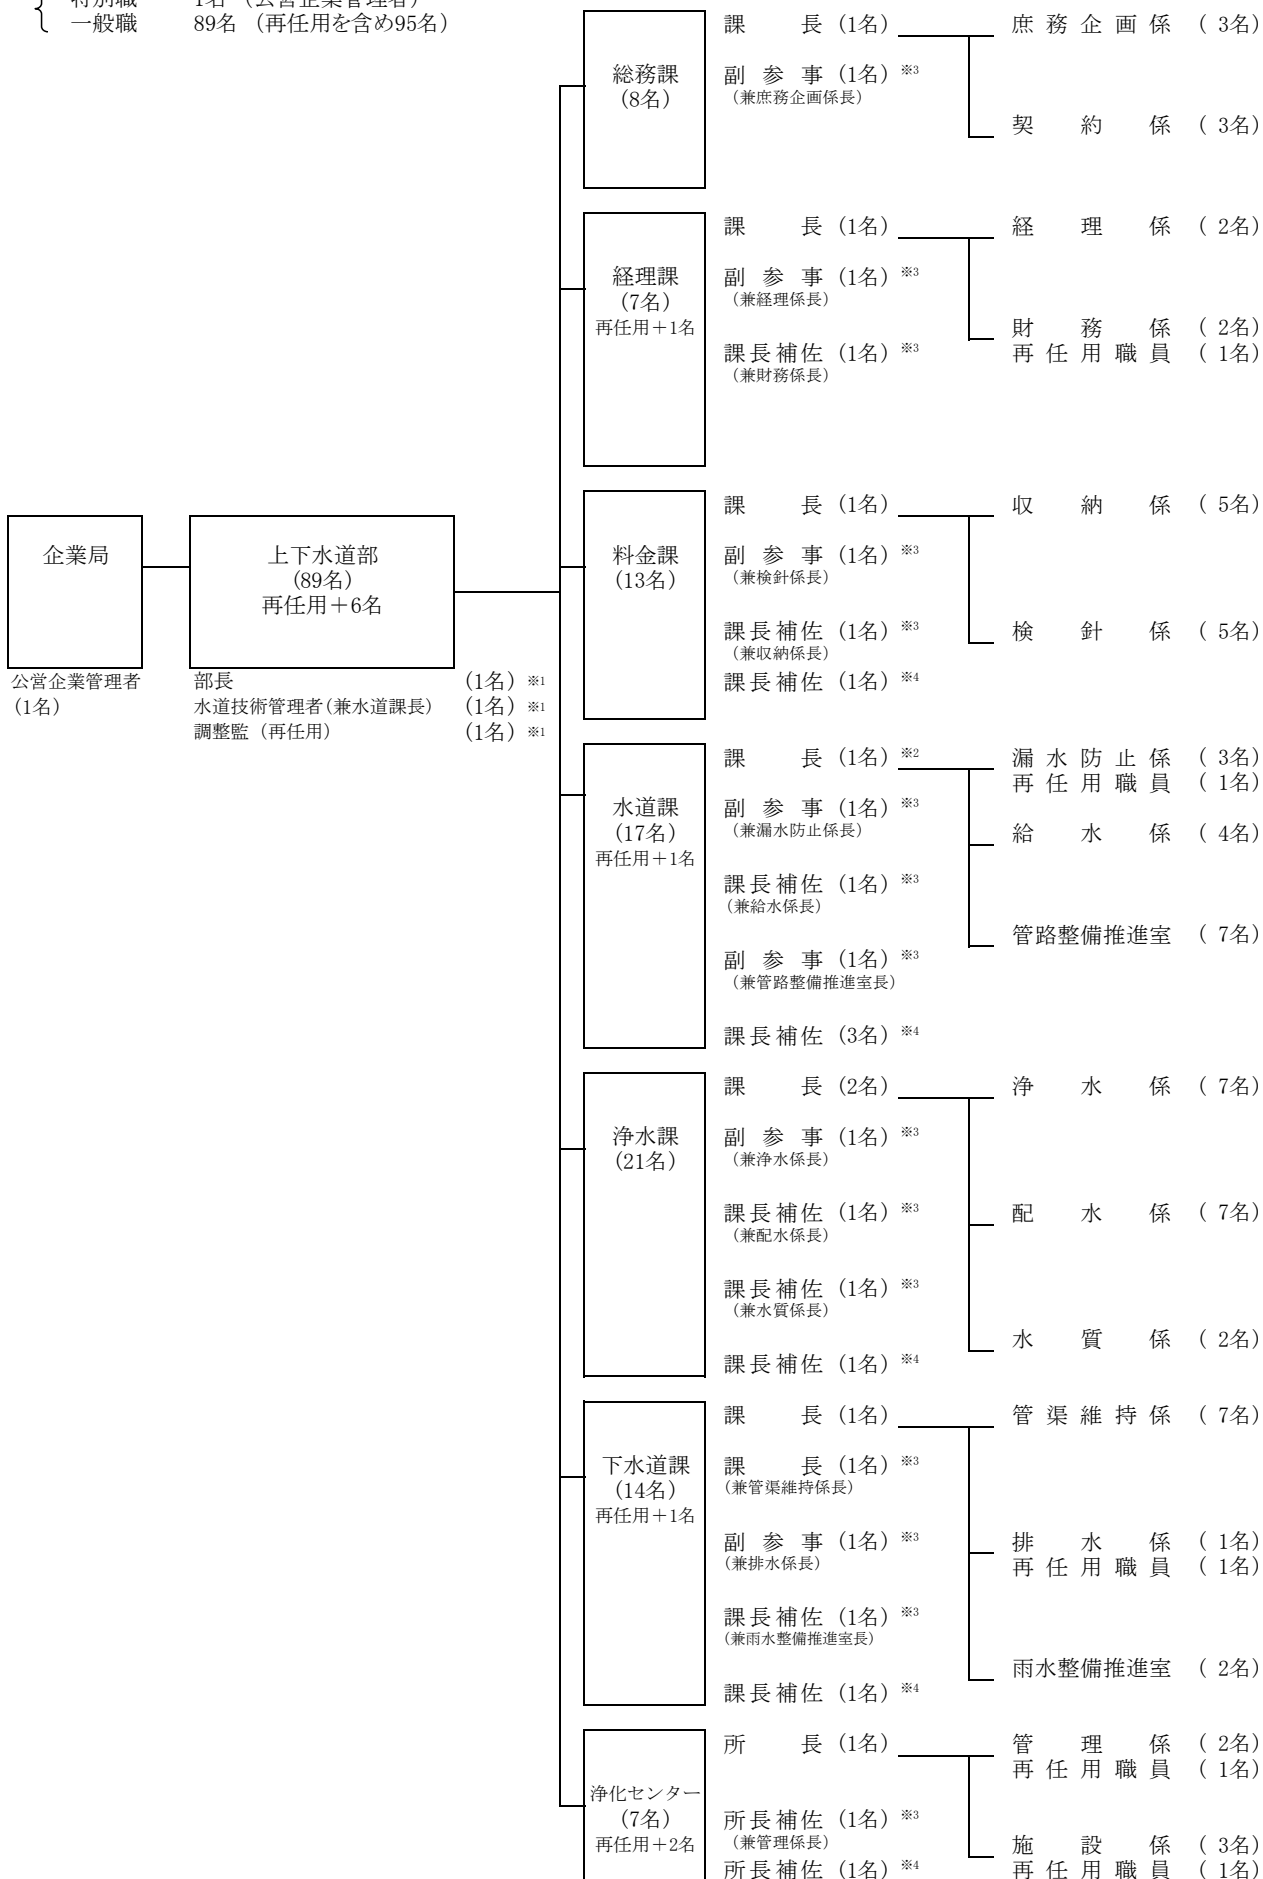 特別職 1名 (公営企業管理者)
一般職 89名 (再任用を含め95名)
企業局
公営企業管理者
(1名)
上下水道部
(89名)
再任用＋6名
部長 (1名) ※1
水道技術管理者(兼水道課長) (1名) ※1
調整監 (再任用) (1名) ※1
総務課
(8名)
課長 (1名)
副参事 (1名) ※3
(兼庶務企画係長)
庶務企画係 ( 3名)
契約係 ( 3名)
経理課
(7名)
再任用＋1名
課長 (1名)
副参事 (1名) ※3
(兼経理係長)
課長補佐 (1名) ※3
(兼財務係長)
経理係 ( 2名)
財務係 ( 2名)
再任用職員 ( 1名)
料金課
(13名)
課長 (1名)
副参事 (1名) ※3
(兼検針係長)
課長補佐 (1名) ※3
(兼収納係長)
課長補佐 (1名) ※4
収納係 ( 5名)
検針係 ( 5名)
水道課
(17名)
再任用＋1名
課長 (1名) ※2
副参事 (1名) ※3
(兼漏水防止係長)
課長補佐 (1名) ※3
(兼給水係長)
副参事 (1名) ※3
(兼管路整備推進室長)
課長補佐 (3名) ※4
漏水防止係 ( 3名)
再任用職員 ( 1名)
給水係 ( 4名)
管路整備推進室 ( 7名)
浄水課
(21名)
課長 (2名)
副参事 (1名) ※3
(兼浄水係長)
課長補佐 (1名) ※3
(兼配水係長)
課長補佐 (1名) ※3
(兼水質係長)
課長補佐 (1名) ※4
浄水係 ( 7名)
配水係 ( 7名)
水質係 ( 2名)
下水道課
(14名)
再任用＋1名
課長 (1名)
課長 (1名) ※3
(兼管渠維持係長)
副参事 (1名) ※3
(兼排水係長)
課長補佐 (1名) ※3
(兼雨水整備推進室長)
課長補佐 (1名) ※4
管渠維持係 ( 7名)
排水係 ( 1名)
再任用職員 ( 1名)
雨水整備推進室 ( 2名)
浄化センター
(7名)
再任用＋2名
所長 (1名)
所長補佐 (1名) ※3
(兼管理係長)
所長補佐 (1名) ※4
管理係 ( 2名)
再任用職員 ( 1名)
施設係 ( 3名)
再任用職員 ( 1名)